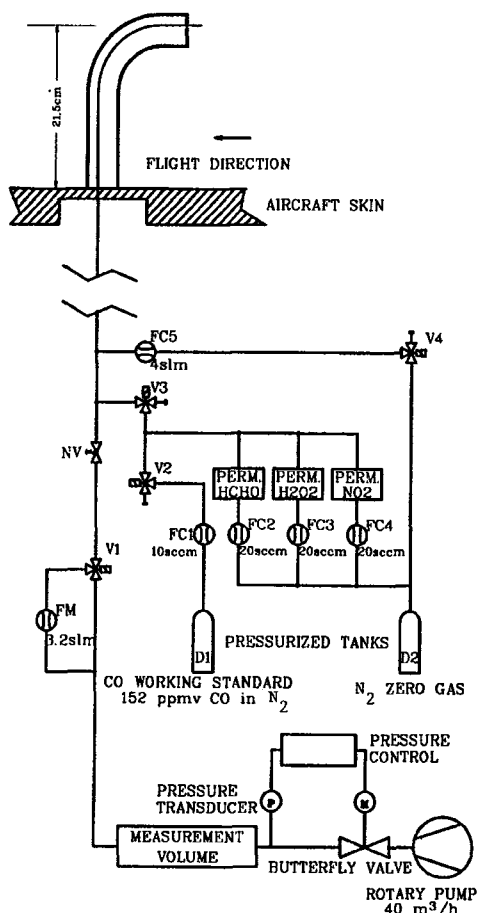 21.5cm
FLIGHT DIRECTION
AIRCRAFT SKIN
FC5
4slm
V4
V3
NV
V2
PERM. HCHO
PERM. H2O2
PERM. NO2
FC1
10sccm
FC2
20sccm
FC3
20sccm
FC4
20sccm
V1
FM
3.2slm
D1
PRESSURIZED TANKS
D2
CO WORKING STANDARD
152 ppmv CO in N2
N2 ZERO GAS
PRESSURE
CONTROL
PRESSURE
TRANSDUCER
P
M
MEASUREMENT
VOLUME
BUTTERFLY VALVE
ROTARY PUMP
40 m³/h